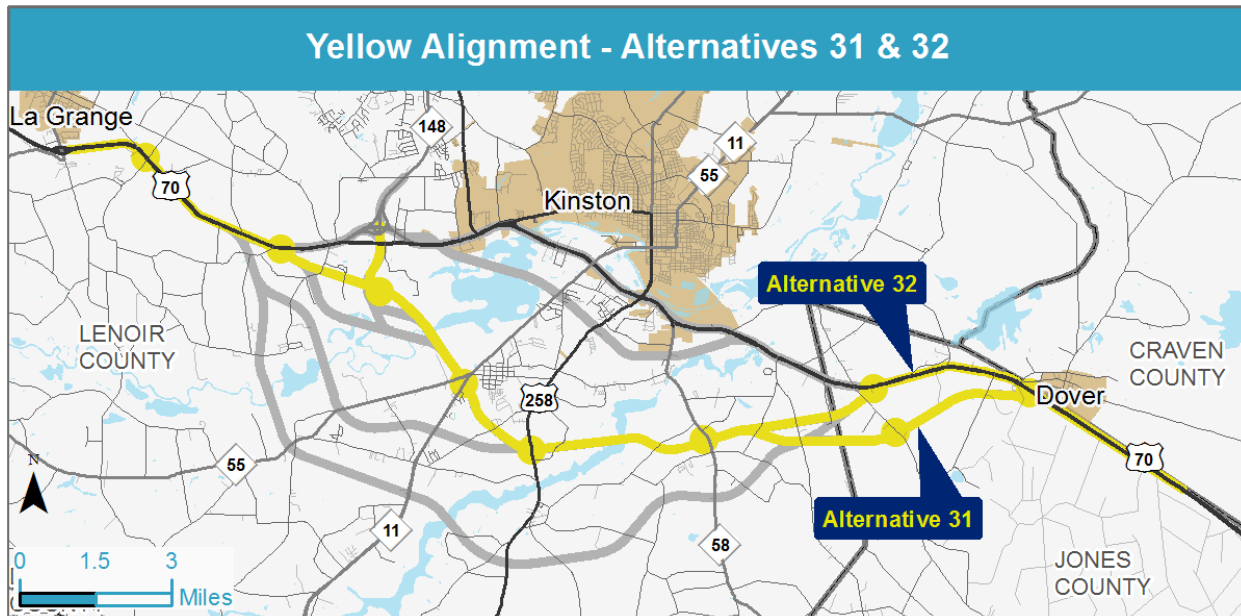 Yellow Alignment - Alternatives 31 & 32
La Grange
148
11
70
55
Kinston
Alternative 32
LENOIR
COUNTY
CRAVEN
COUNTY
Dover
258
N
55
70
Alternative 31
11
58
0 1.5 3
Miles
JONES
COUNTY